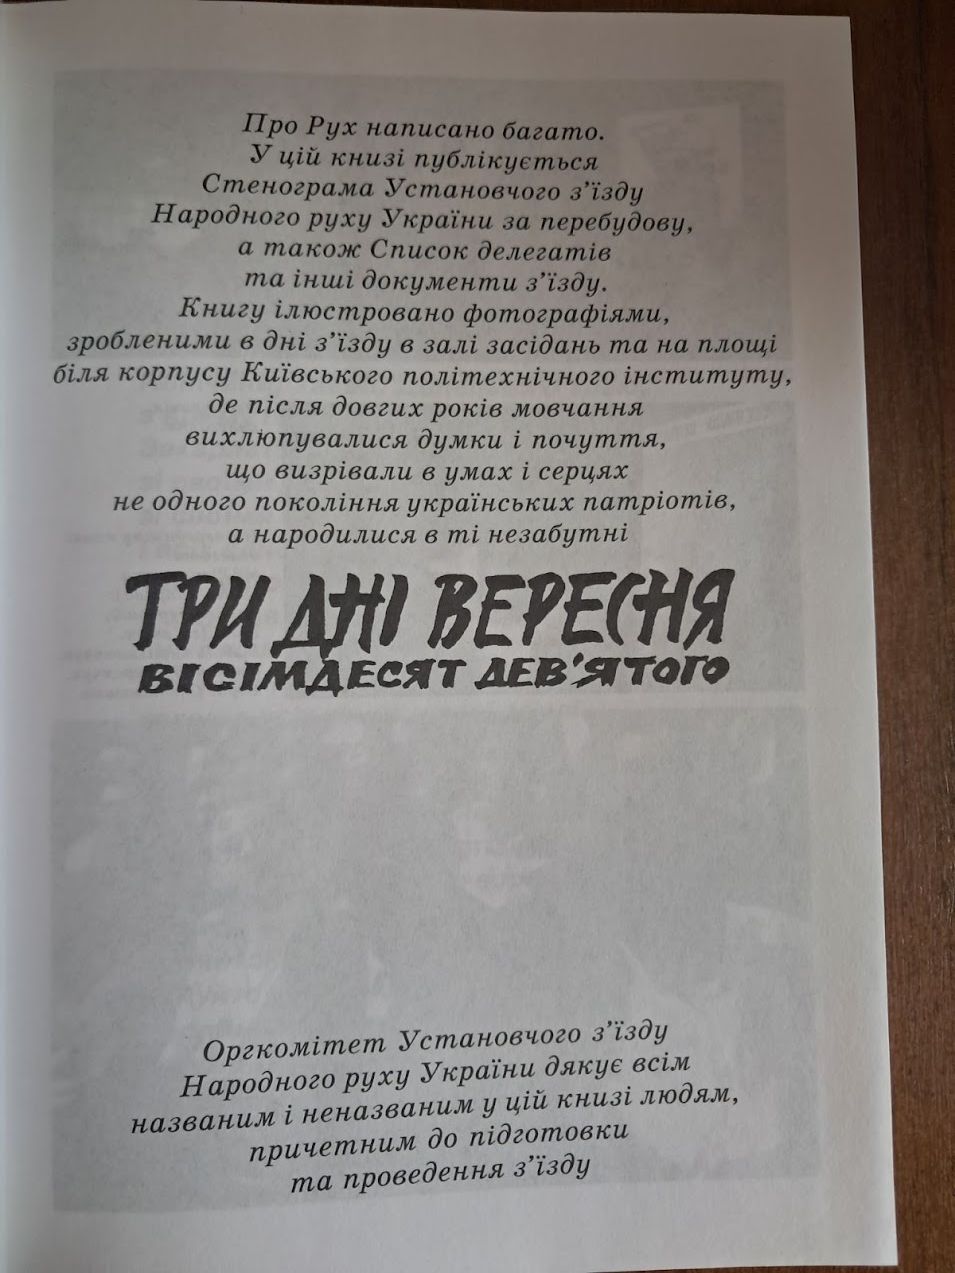 Про Рух написано багато.
У цій книзі публікується
Стенограма Установчого з’їзду
Народного руху України за перебудову,
а також Список делегатів
та інші документи з’їзду.
Книгу ілюстровано фотографіями,
зробленими в дні з’їзду в залі засідань та на площі
біля корпусу Київського політехнічного інституту,
де після довгих років мовчання
вихлюпувалися думки і почуття,
що визрівали в умах і серцях
не одного покоління українських патріотів,
а народилися в ті незабутні
ТРИ ДНІ ВЕРЕСНЯ
ВІСІМДЕСЯТ ДЕВ’ЯТОГО
Оргкомітет Установчого з’їзду
Народного руху України дякує всім
названим і неназваним у цій книзі людям,
причетним до підготовки
та проведення з’їзду